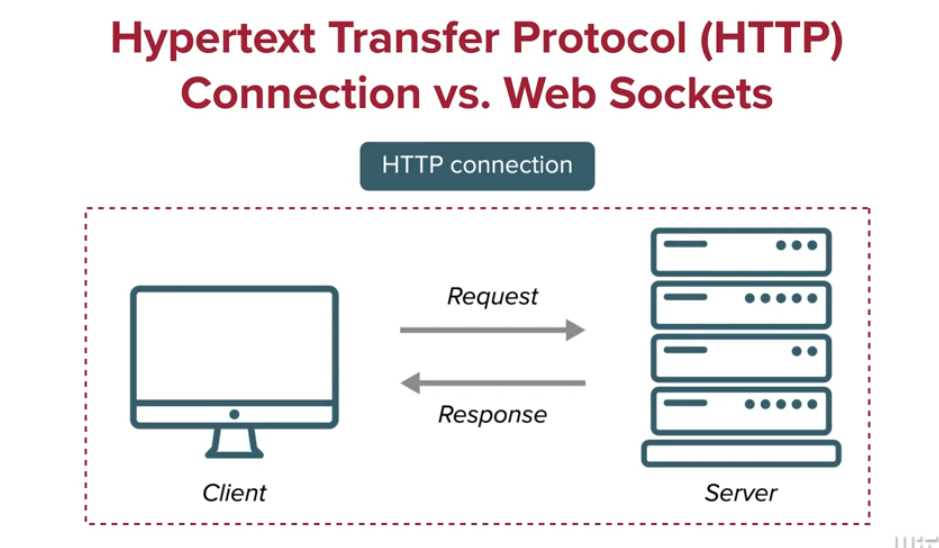 Hypertext Transfer Protocol (HTTP)
Connection vs. Web Sockets
HTTP connection
Request
Response
Client
Server